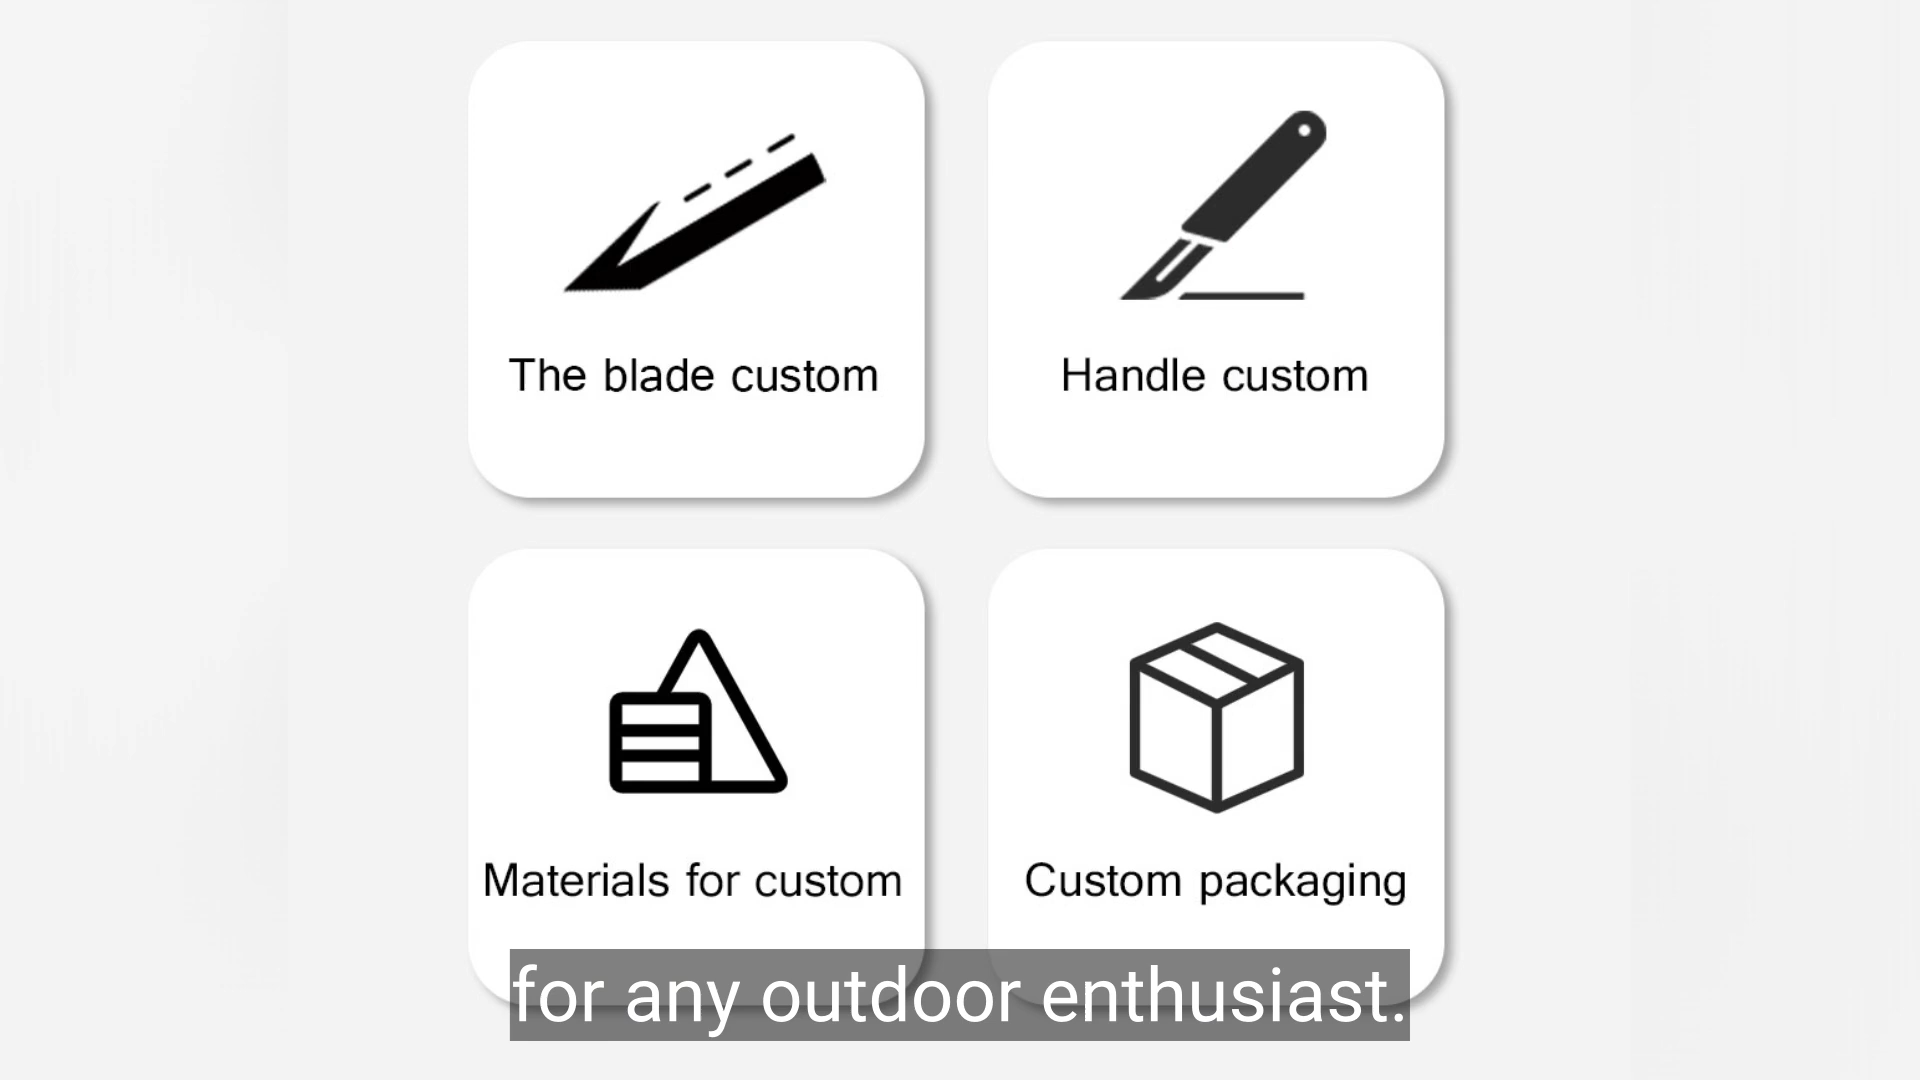 The blade custom
Handle custom
Materials for custom
Custom packaging
for any outdoor enthusiast.